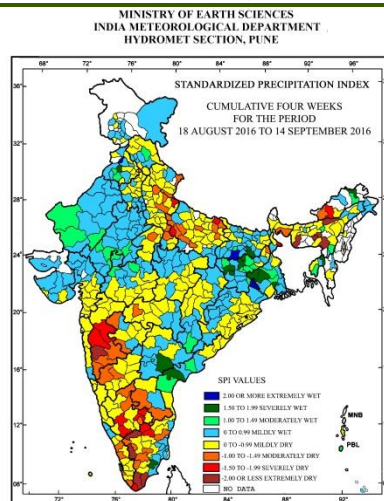 MINISTRY OF EARTH SCIENCES
INDIA METEOROLOGICAL DEPARTMENT
HYDROMET SECTION, PUNE
68° 72° 76° 80° 84° 88° 92° 96°
STANDARDIZED PRECIPITATION INDEX
CUMULATIVE FOUR WEEKS
FOR THE PERIOD
18 AUGUST 2016 TO 14 SEPTEMBER 2016
36°
32°
28°
24°
20°
16°
12°
08°
SPI VALUES
2.00 OR MORE EXTREMELY WET
1.50 TO 1.99 SEVERELY WET
1.00 TO 1.49 MODERATELY WET
0 TO 0.99 MILDLY WET
0 TO -0.99 MILDLY DRY
-1.00 TO -1.49 MODERATELY DRY
-1.50 TO -1.99 SEVERELY DRY
-2.00 OR LESS EXTREMELY DRY
NO DATA
MNB
PBL
72° 76° 80° 84° 88° 92°